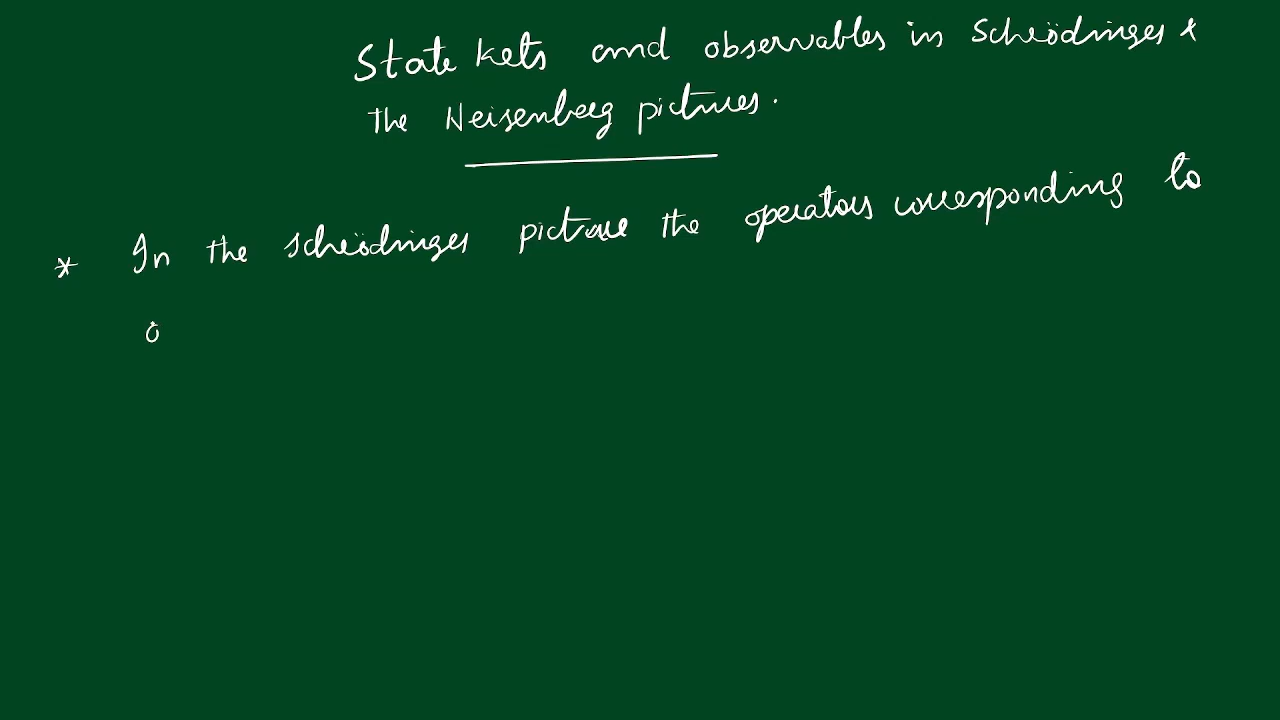 State kets and observables in Schrödinger &
the Heisenberg pictures.
* In the Schrödinger picture the operators corresponding to
o